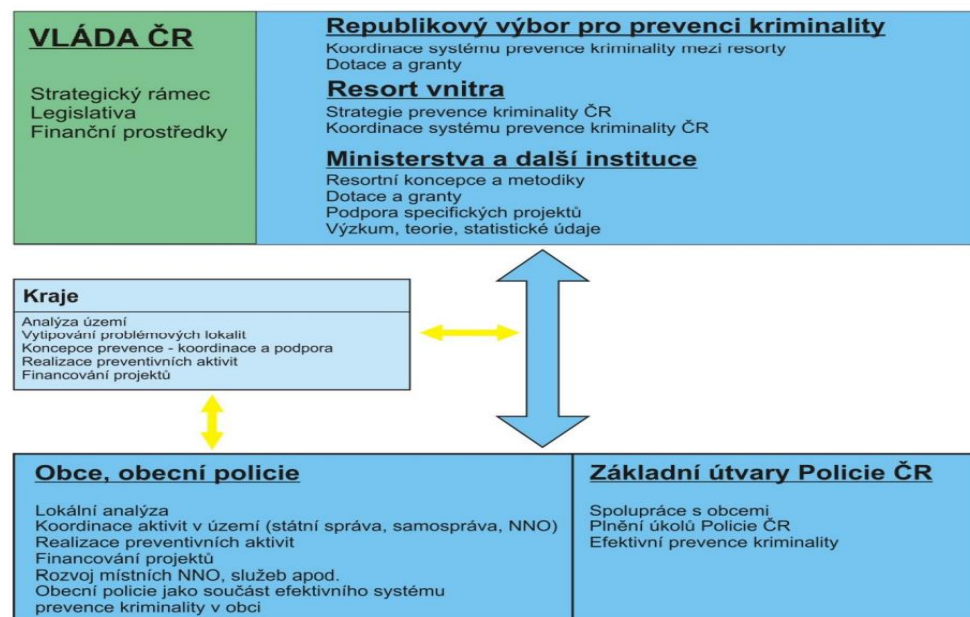 VLÁDA ČR
Strategický rámec
Legislativa
Finanční prostředky
Republikový výbor pro prevenci kriminality
Koordinace systému prevence kriminality mezi resorty
Dotace a granty
Resort vnitra
Strategie prevence kriminality ČR
Koordinace systému prevence kriminality ČR
Ministerstva a další instituce
Resortní koncepce a metodiky
Dotace a granty
Podpora specifických projektů
Výzkum, teorie, statistické údaje
Kraje
Analýza území
Vytipování problémových lokalit
Koncepce prevence - koordinace a podpora
Realizace preventivních aktivit
Financování projektů
Obce, obecní policie
Lokální analýza
Koordinace aktivit v území (státní správa, samospráva, NNO)
Realizace preventivních aktivit
Financování projektů
Rozvoj místních NNO, služeb apod.
Obecní policie jako součást efektivního systému
prevence kriminality v obci
Základní útvary Policie ČR
Spolupráce s obcemi
Plnění úkolů Policie ČR
Efektivní prevence kriminality